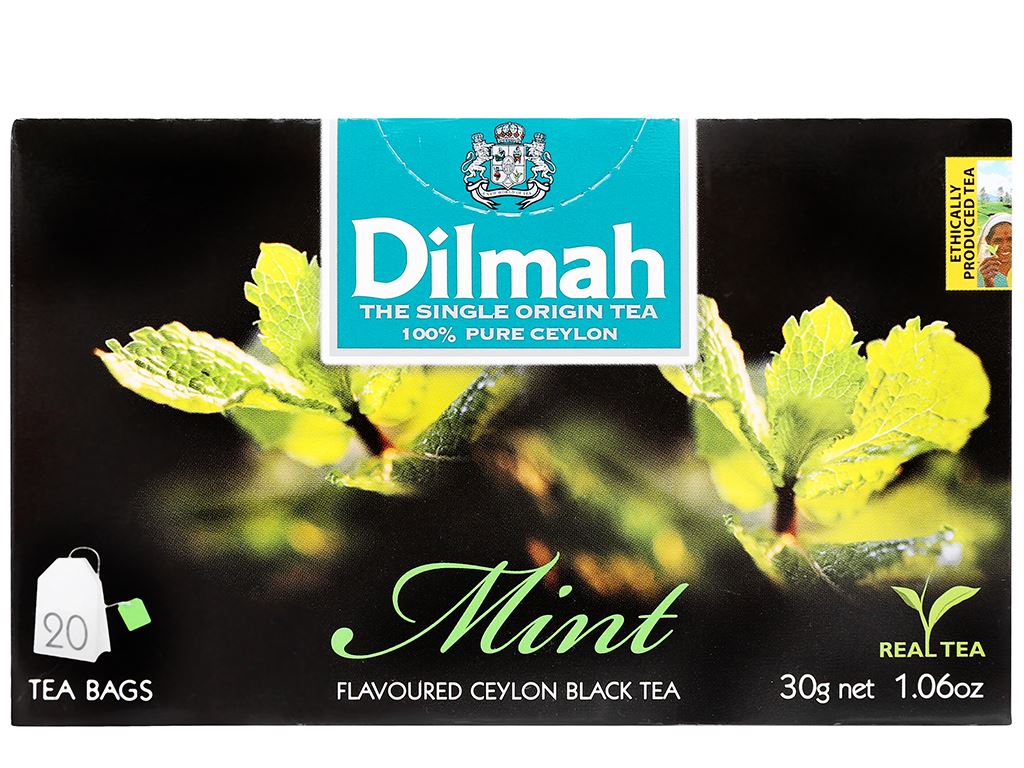 Dilmah
THE SINGLE ORIGIN TEA
100% PURE CEYLON
ETHICALLY
PRODUCED TEA
20
TEA BAGS
Mint
FLAVOURED CEYLON BLACK TEA
REAL TEA
30g net 1.06oz